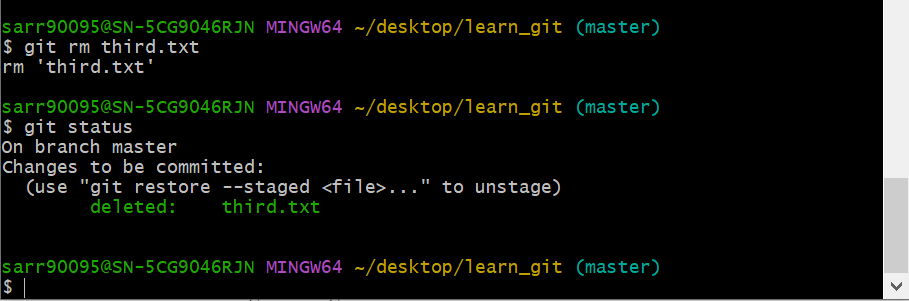 sarr90095@SN-5CG9046RJN MINGW64 ~/desktop/learn_git (master)
$ git rm third.txt
rm 'third.txt'
sarr90095@SN-5CG9046RJN MINGW64 ~/desktop/learn_git (master)
$ git status
On branch master
Changes to be committed:
  (use "git restore --staged <file>..." to unstage)
        deleted:    third.txt
sarr90095@SN-5CG9046RJN MINGW64 ~/desktop/learn_git (master)
$